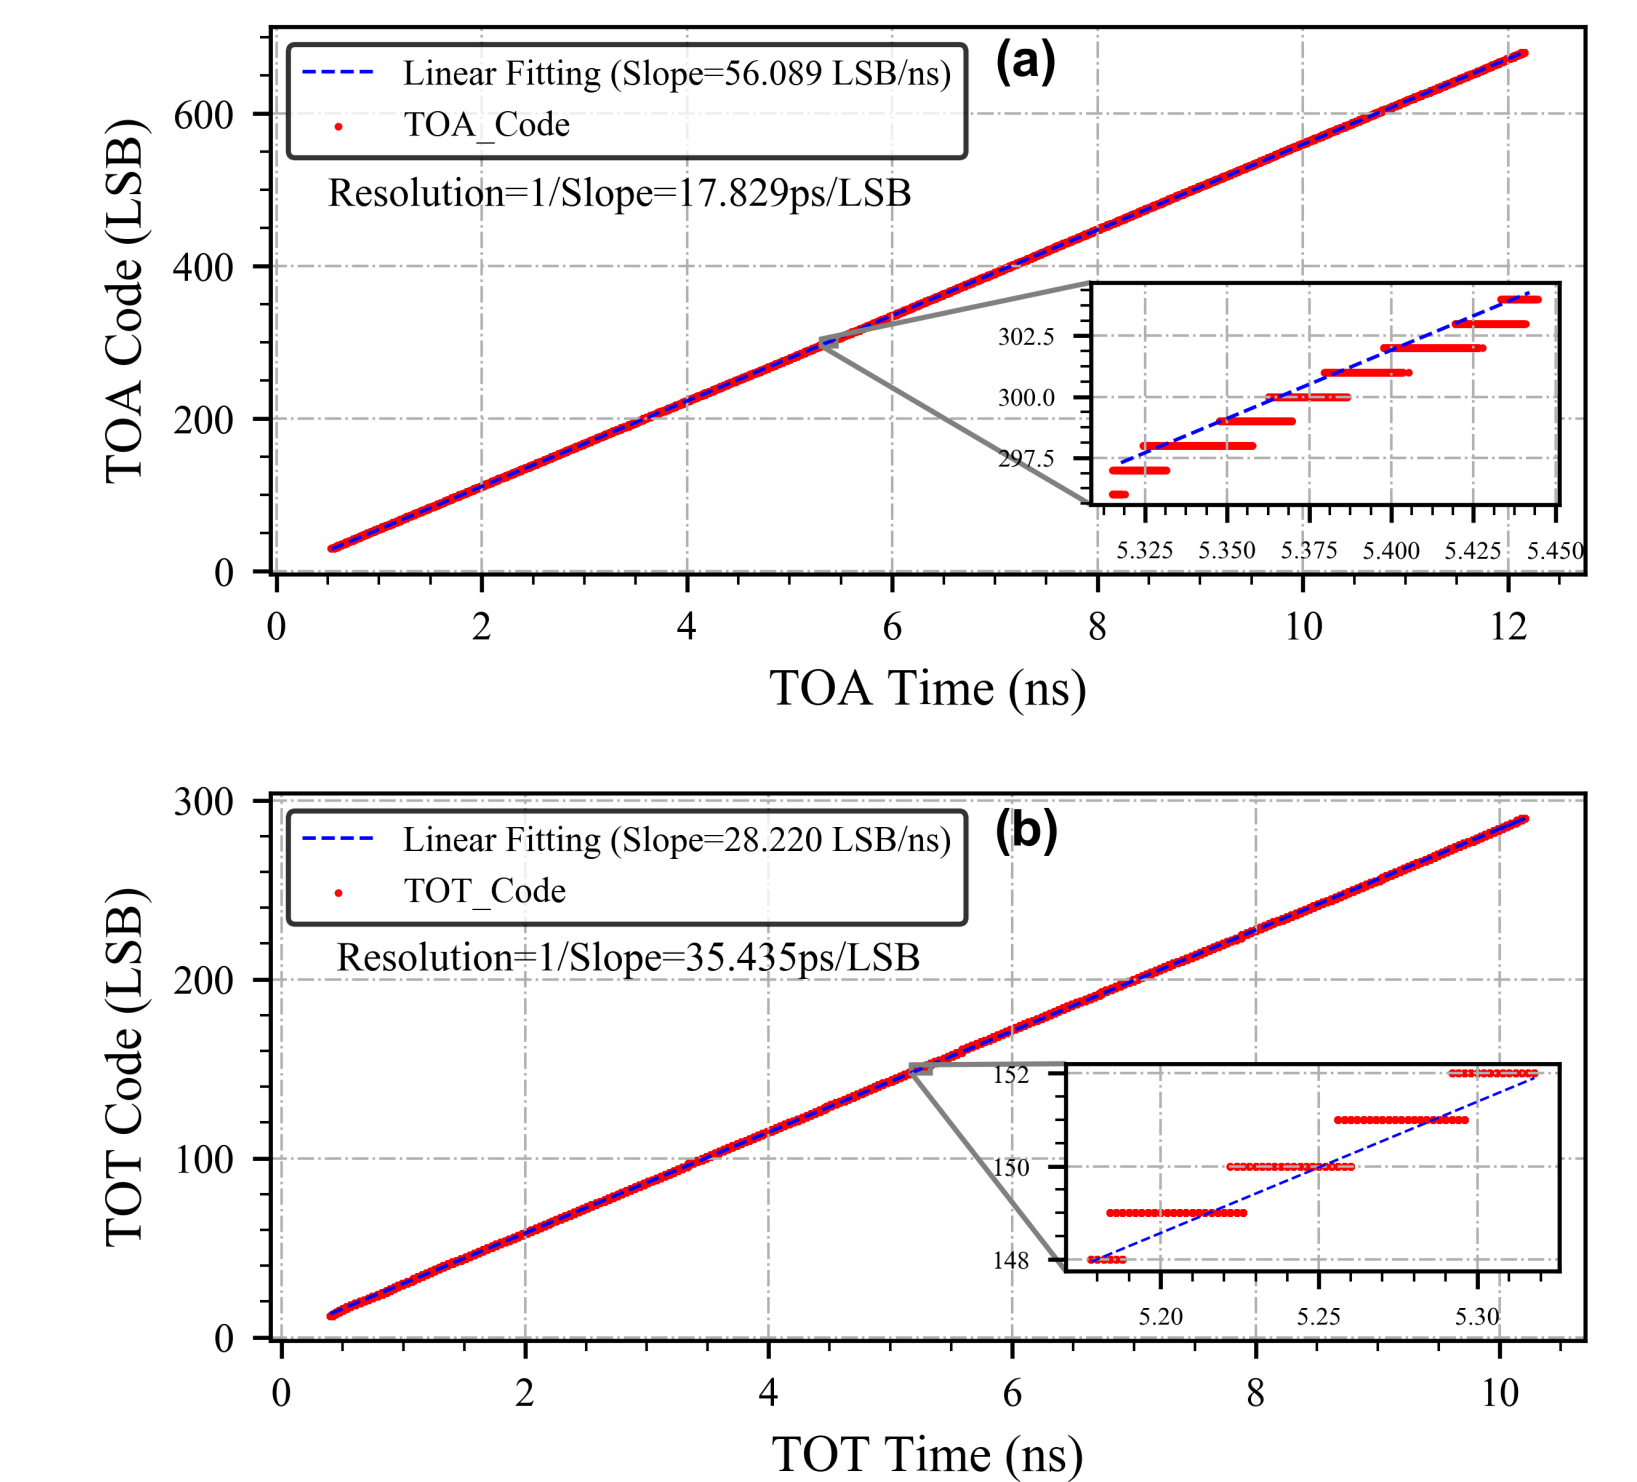 (a)
Linear Fitting (Slope=56.089 LSB/ns)
TOA_Code
Resolution=1/Slope=17.829ps/LSB
TOA Code (LSB)
600
400
200
0
302.5
300.0
297.5
5.325 5.350 5.375 5.400 5.425 5.450
0 2 4 6 8 10 12
TOA Time (ns)
(b)
Linear Fitting (Slope=28.220 LSB/ns)
TOT_Code
Resolution=1/Slope=35.435ps/LSB
TOT Code (LSB)
300
200
100
0
152
150
148
5.20 5.25 5.30
0 2 4 6 8 10
TOT Time (ns)